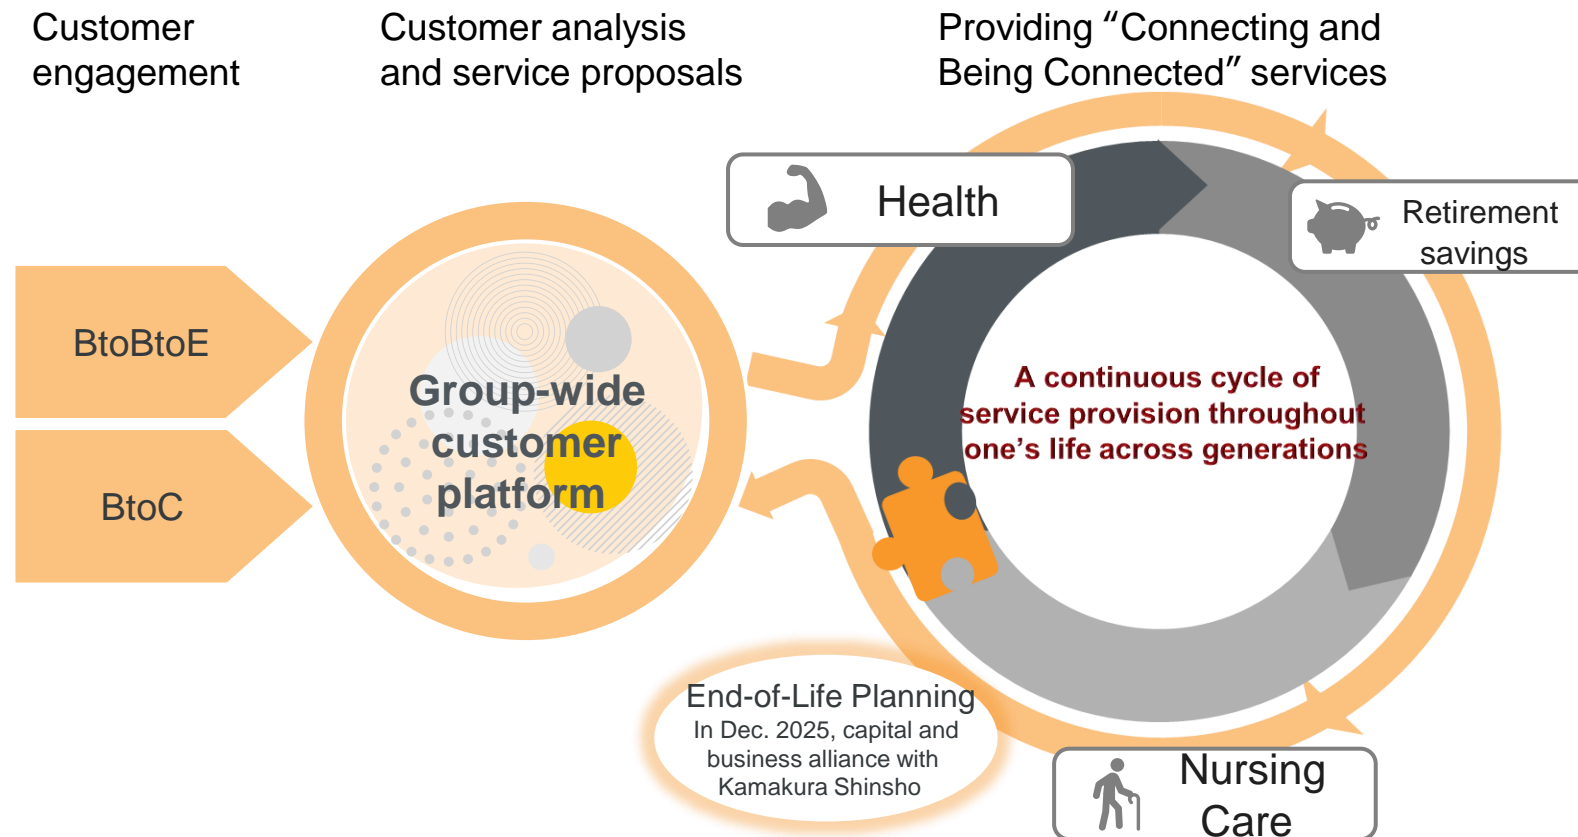 Customer
engagement
Customer analysis
and service proposals
Providing “Connecting and
Being Connected” services
BtoBtoE
BtoC
Group-wide
customer
platform
Health
Retirement
savings
A continuous cycle of
service provision throughout
one’s life across generations
End-of-Life Planning
In Dec. 2025, capital and
business alliance with
Kamakura Shinsho
Nursing
Care